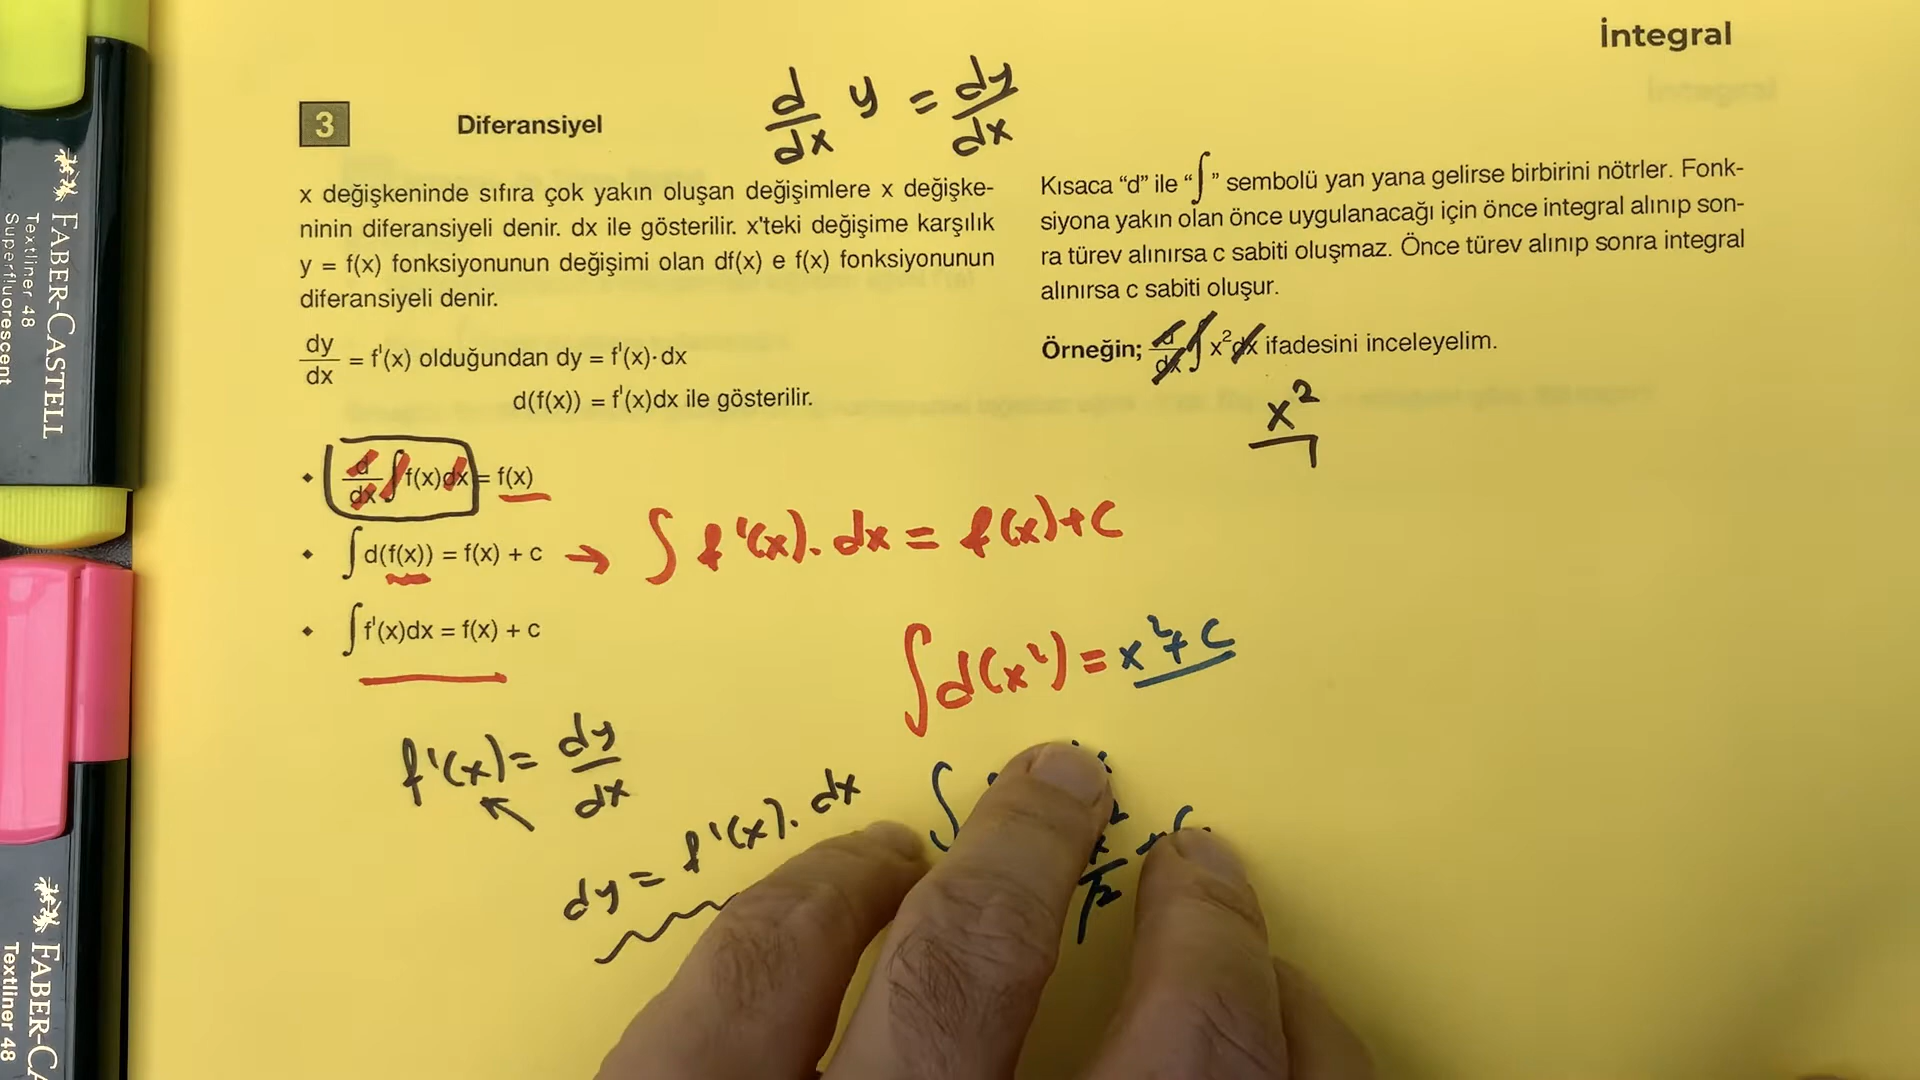 İntegral
3 Diferansiyel
d/dx y = dy/dx
x değişkeninde sıfıra çok yakın oluşan değişimlere x değişke-
ninin diferansiyeli denir. dx ile gösterilir. x'teki değişime karşılık
y = f(x) fonksiyonunun değişimi olan df(x) e f(x) fonksiyonunun
diferansiyeli denir.
dy/dx = f'(x) olduğundan dy = f'(x)·dx
d(f(x)) = f'(x)dx ile gösterilir.
• d/dx ∫f(x)dx = f(x)
• ∫d(f(x)) = f(x) + c → ∫ f'(x). dx = f(x)+c
• ∫f'(x)dx = f(x) + c
f'(x) = dy/dx
dy = f'(x). dx
Kısaca “d” ile “∫” sembolü yan yana gelirse birbirini nötrler. Fonk-
siyona yakın olan önce uygulanacağı için önce integral alınıp son-
ra türev alınırsa c sabiti oluşmaz. Önce türev alınıp sonra integral
alınırsa c sabiti oluşur.
Örneğin; d/dx ∫x²dx ifadesini inceleyelim.
x²
∫d(x²) = x²+c
∫
FABER-CASTELL
Textliner 48
Superfluorescent
FABER-CA
Textliner 48